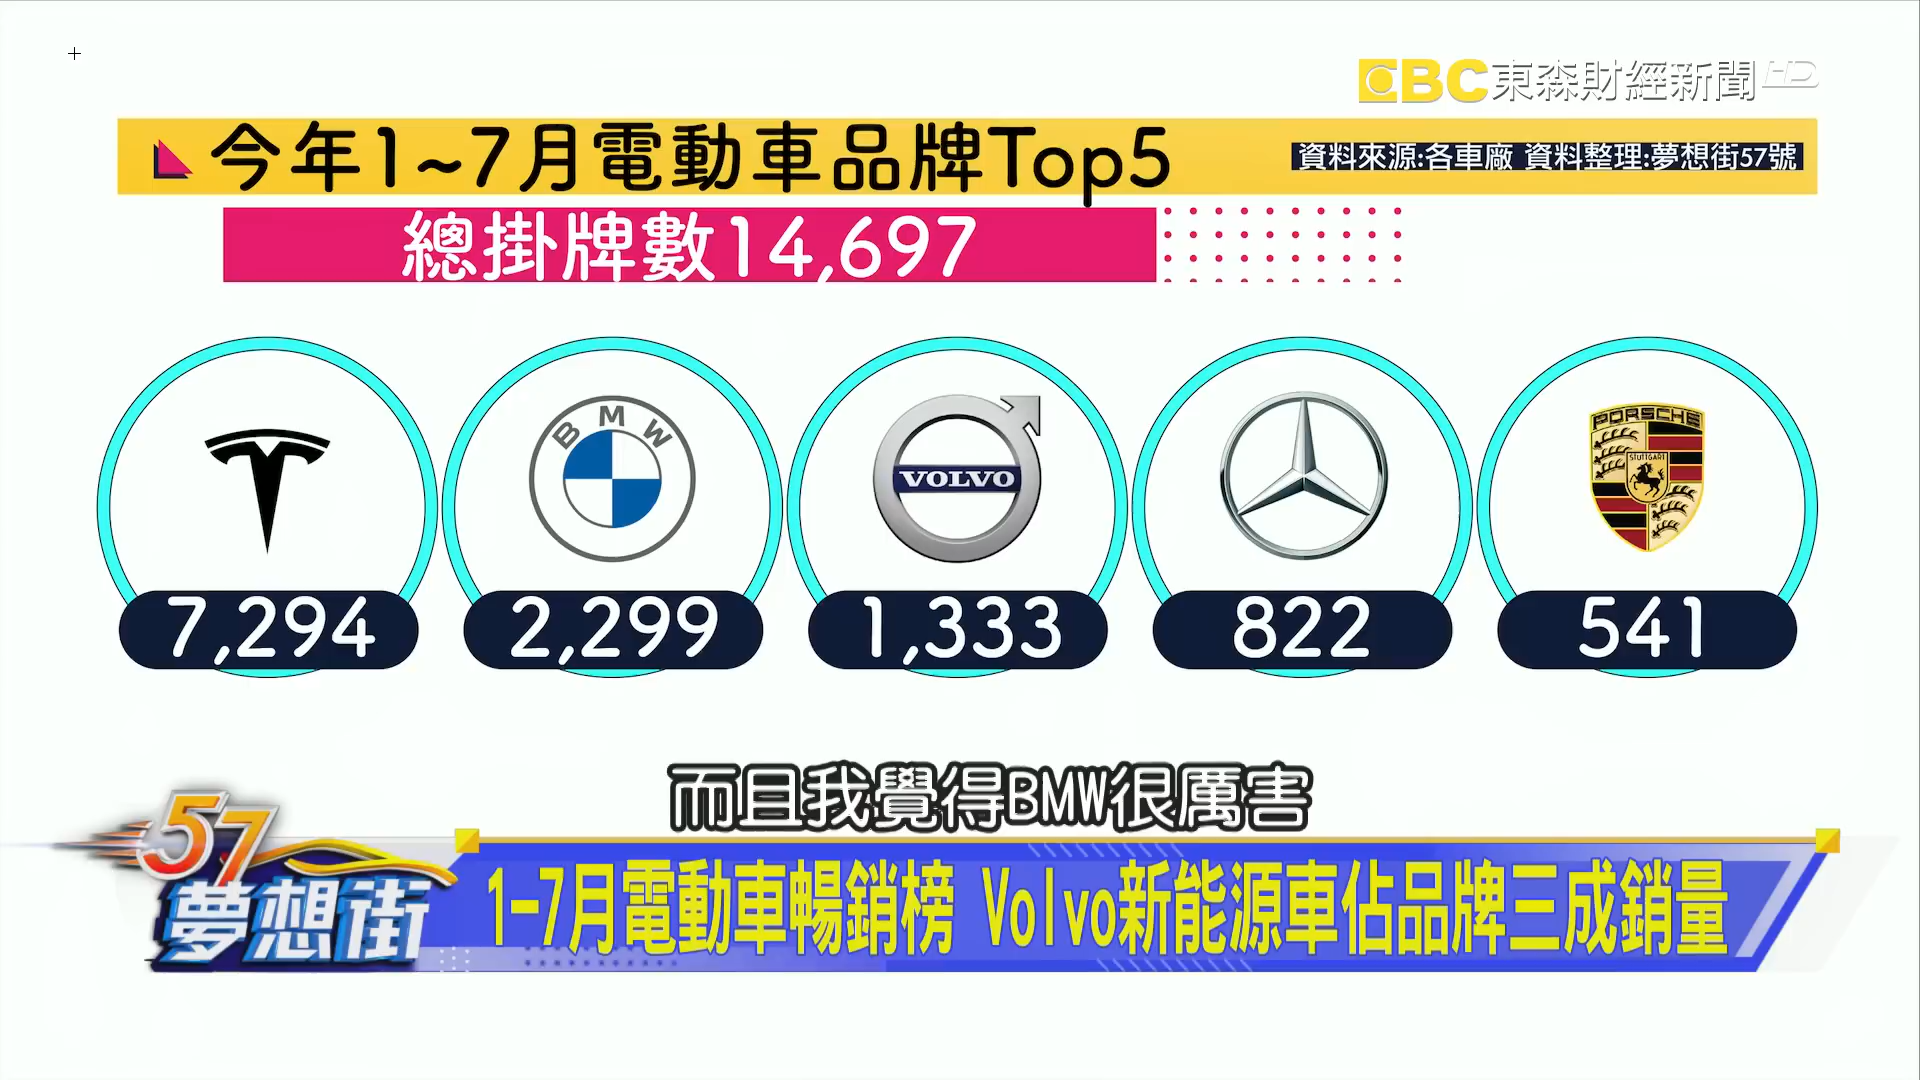 EBC東森財經新聞HD
今年1~7月電動車品牌Top5
資料來源:各車廠 資料整理:夢想街57號
總掛牌數14,697
BMW
VOLVO
PORSCHE
STUTTGART
7,294
2,299
1,333
822
541
而且我覺得BMW很厲害
57
夢想街
1-7月電動車暢銷榜 Volvo新能源車佔品牌三成銷量